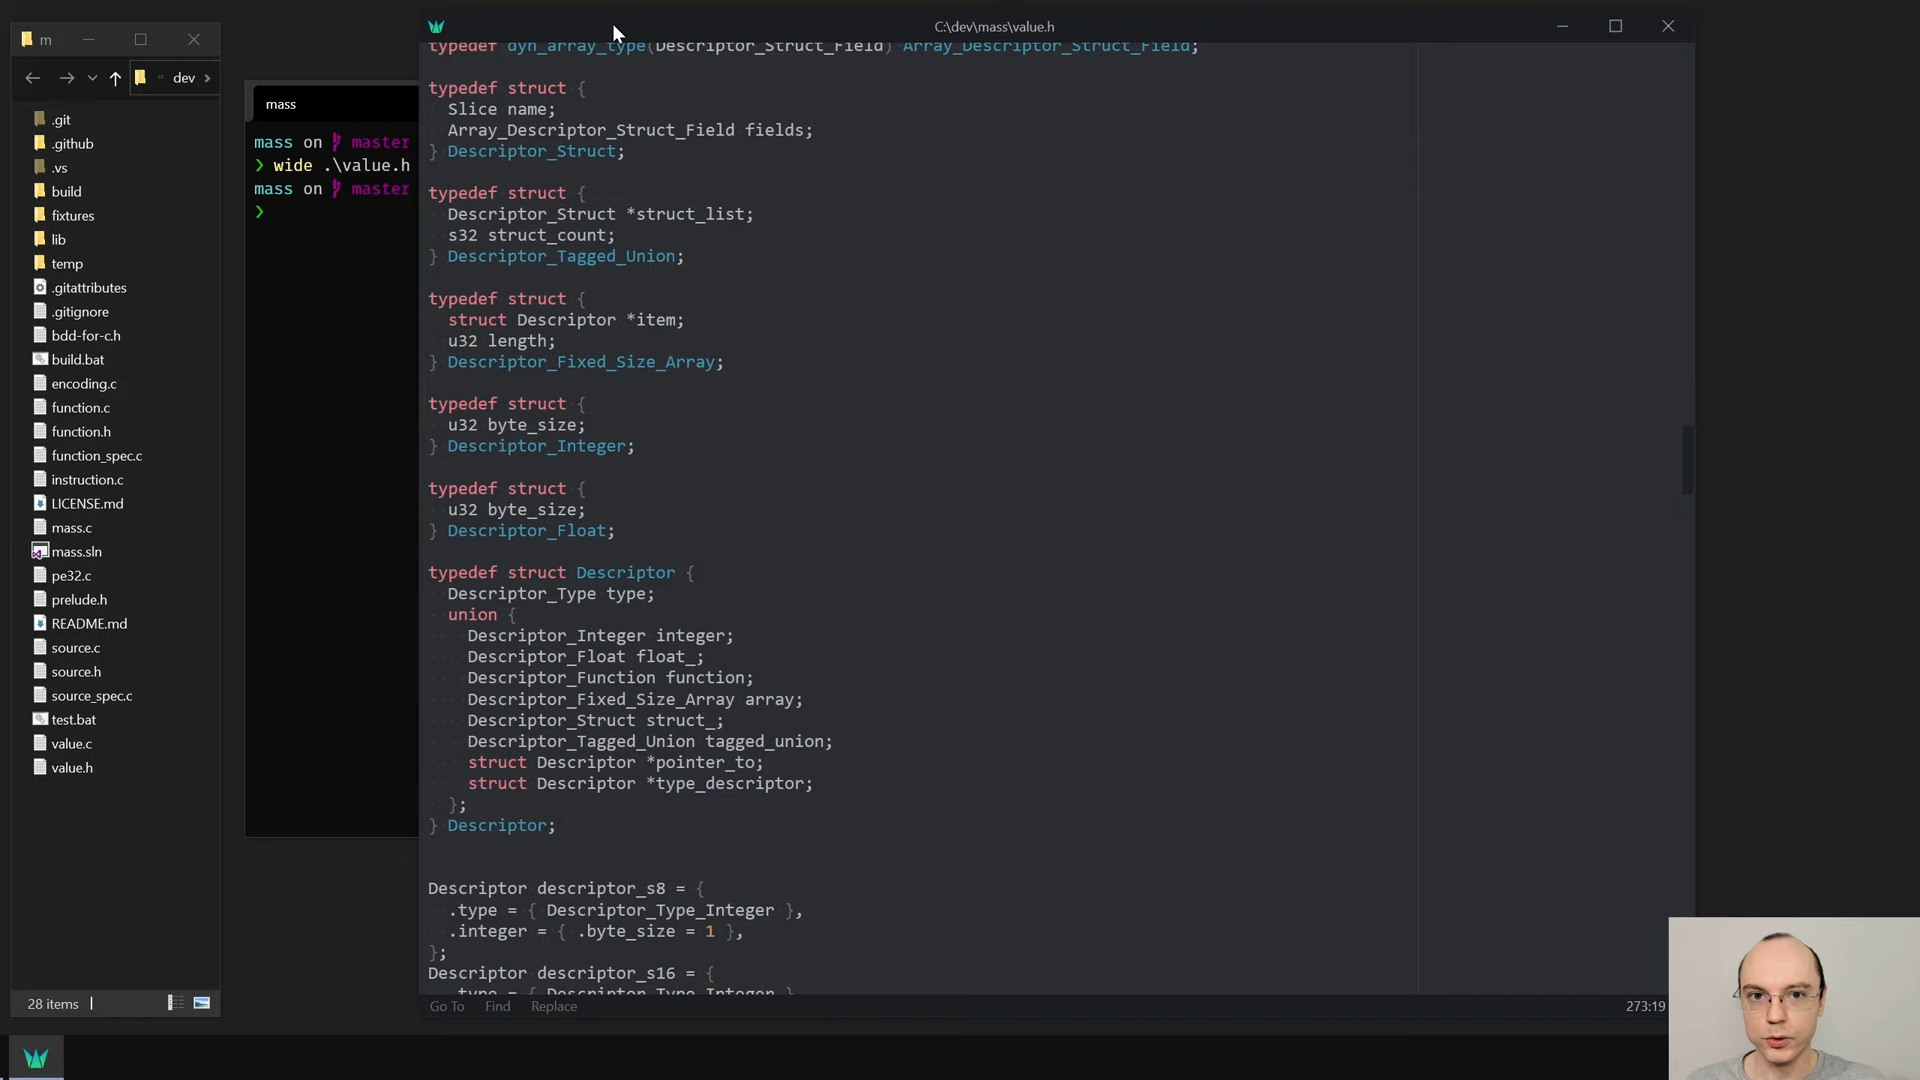 m
dev
.git
.github
.vs
build
fixtures
lib
temp
.gitattributes
.gitignore
bdd-for-c.h
build.bat
encoding.c
function.c
function.h
function_spec.c
instruction.c
LICENSE.md
mass.c
mass.sln
pe32.c
prelude.h
README.md
source.c
source.h
source_spec.c
test.bat
value.c
value.h
28 items
mass
mass on master
❯ wide .\value.h
mass on master
❯
C:\dev\mass\value.h
typedef dyn_array_type(Descriptor_Struct_Field) Array_Descriptor_Struct_Field;
typedef struct {
Slice name;
Array_Descriptor_Struct_Field fields;
} Descriptor_Struct;
typedef struct {
Descriptor_Struct *struct_list;
s32 struct_count;
} Descriptor_Tagged_Union;
typedef struct {
struct Descriptor *item;
u32 length;
} Descriptor_Fixed_Size_Array;
typedef struct {
u32 byte_size;
} Descriptor_Integer;
typedef struct {
u32 byte_size;
} Descriptor_Float;
typedef struct Descriptor {
Descriptor_Type type;
union {
Descriptor_Integer integer;
Descriptor_Float float_;
Descriptor_Function function;
Descriptor_Fixed_Size_Array array;
Descriptor_Struct struct_;
Descriptor_Tagged_Union tagged_union;
struct Descriptor *pointer_to;
struct Descriptor *type_descriptor;
};
} Descriptor;
Descriptor descriptor_s8 = {
.type = { Descriptor_Type_Integer },
.integer = { .byte_size = 1 },
};
Descriptor descriptor_s16 = {
.type = { Descriptor_Type_Integer }
Go To Find Replace
273:19